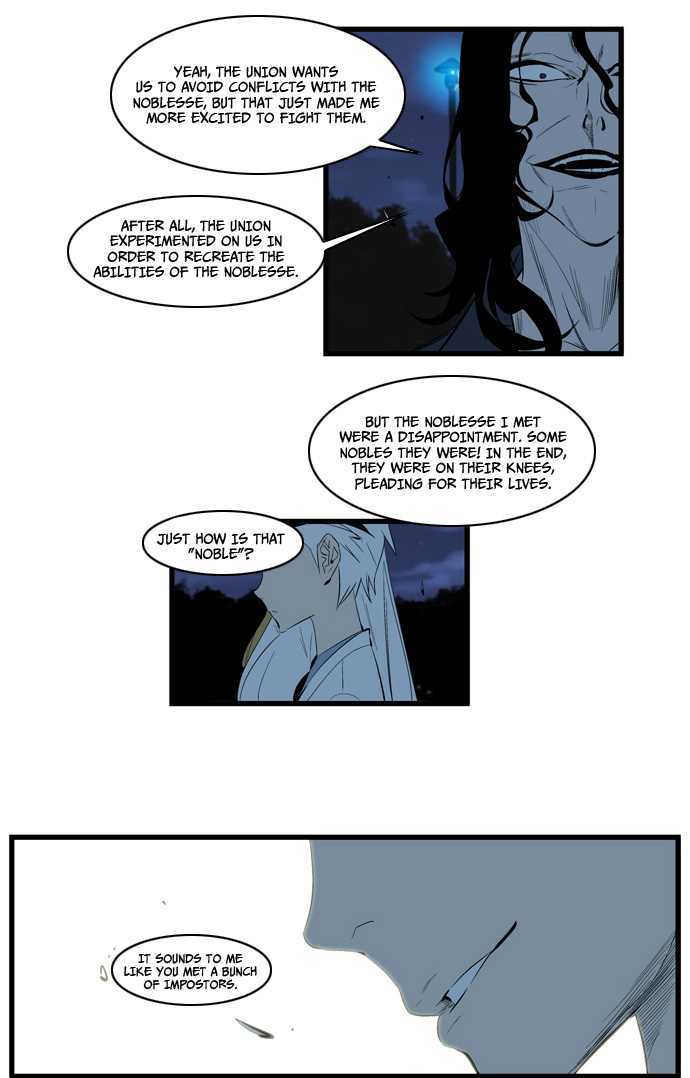 YEAH, THE UNION WANTS
US TO AVOID CONFLICTS WITH THE
NOBLESSE, BUT THAT JUST MADE ME
MORE EXCITED TO FIGHT THEM.
AFTER ALL, THE UNION
EXPERIMENTED ON US IN
ORDER TO RECREATE THE
ABILITIES OF THE NOBLESSE.
BUT THE NOBLESSE I MET
WERE A DISAPPOINTMENT. SOME
NOBLES THEY WERE! IN THE END,
THEY WERE ON THEIR KNEES,
PLEADING FOR THEIR LIVES.
JUST HOW IS THAT
"NOBLE"?
IT SOUNDS TO ME
LIKE YOU MET A BUNCH
OF IMPOSTORS.